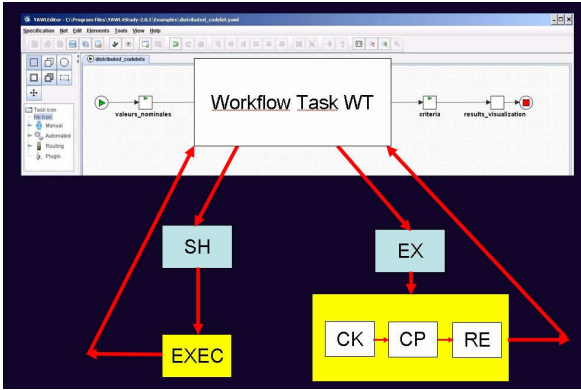 YAWLEditor - C:\Program Files\YAWL4Study-2.0.1\Examples\distributed_codelet.yawl
Specification Net Edit Elements Tools View Help
distributed_codelets
Workflow Task WT
valeurs_nominales
criteria
results_visualization
Task Icon
No Icon
Manual
Automated
Routing
Plugin
SH
EX
EXEC
CK
CP
RE